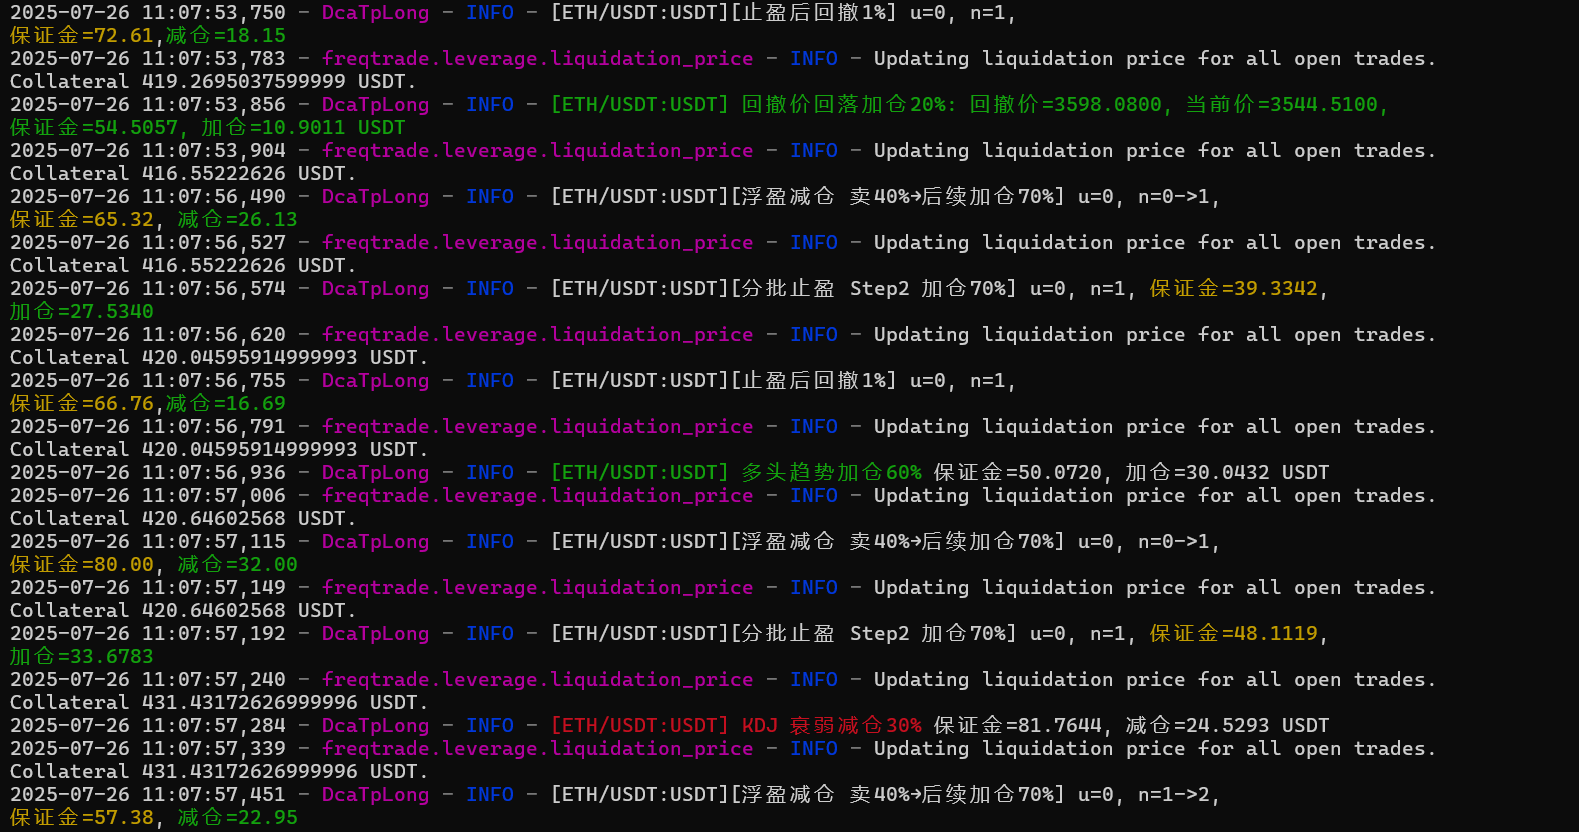 2025-07-26 11:07:53,750 - DcaTpLong - INFO - [ETH/USDT:USDT][止盈后回撤1%] u=0, n=1,
保证金=72.61,减仓=18.15
2025-07-26 11:07:53,783 - freqtrade.leverage.liquidation_price - INFO - Updating liquidation price for all open trades.
Collateral 419.2695037599999 USDT.
2025-07-26 11:07:53,856 - DcaTpLong - INFO - [ETH/USDT:USDT] 回撤价回落加仓20%: 回撤价=3598.0800, 当前价=3544.5100,
保证金=54.5057, 加仓=10.9011 USDT
2025-07-26 11:07:53,904 - freqtrade.leverage.liquidation_price - INFO - Updating liquidation price for all open trades.
Collateral 416.55222626 USDT.
2025-07-26 11:07:56,490 - DcaTpLong - INFO - [ETH/USDT:USDT][浮盈减仓 卖40%→后续加仓70%] u=0, n=0->1,
保证金=65.32, 减仓=26.13
2025-07-26 11:07:56,527 - freqtrade.leverage.liquidation_price - INFO - Updating liquidation price for all open trades.
Collateral 416.55222626 USDT.
2025-07-26 11:07:56,574 - DcaTpLong - INFO - [ETH/USDT:USDT][分批止盈 Step2 加仓70%] u=0, n=1, 保证金=39.3342,
加仓=27.5340
2025-07-26 11:07:56,620 - freqtrade.leverage.liquidation_price - INFO - Updating liquidation price for all open trades.
Collateral 420.04595914999993 USDT.
2025-07-26 11:07:56,755 - DcaTpLong - INFO - [ETH/USDT:USDT][止盈后回撤1%] u=0, n=1,
保证金=66.76,减仓=16.69
2025-07-26 11:07:56,791 - freqtrade.leverage.liquidation_price - INFO - Updating liquidation price for all open trades.
Collateral 420.04595914999993 USDT.
2025-07-26 11:07:56,936 - DcaTpLong - INFO - [ETH/USDT:USDT] 多头趋势加仓60% 保证金=50.0720, 加仓=30.0432 USDT
2025-07-26 11:07:57,006 - freqtrade.leverage.liquidation_price - INFO - Updating liquidation price for all open trades.
Collateral 420.64602568 USDT.
2025-07-26 11:07:57,115 - DcaTpLong - INFO - [ETH/USDT:USDT][浮盈减仓 卖40%→后续加仓70%] u=0, n=0->1,
保证金=80.00, 减仓=32.00
2025-07-26 11:07:57,149 - freqtrade.leverage.liquidation_price - INFO - Updating liquidation price for all open trades.
Collateral 420.64602568 USDT.
2025-07-26 11:07:57,192 - DcaTpLong - INFO - [ETH/USDT:USDT][分批止盈 Step2 加仓70%] u=0, n=1, 保证金=48.1119,
加仓=33.6783
2025-07-26 11:07:57,240 - freqtrade.leverage.liquidation_price - INFO - Updating liquidation price for all open trades.
Collateral 431.43172626999996 USDT.
2025-07-26 11:07:57,284 - DcaTpLong - INFO - [ETH/USDT:USDT] KDJ 衰弱减仓30% 保证金=81.7644, 减仓=24.5293 USDT
2025-07-26 11:07:57,339 - freqtrade.leverage.liquidation_price - INFO - Updating liquidation price for all open trades.
Collateral 431.43172626999996 USDT.
2025-07-26 11:07:57,451 - DcaTpLong - INFO - [ETH/USDT:USDT][浮盈减仓 卖40%→后续加仓70%] u=0, n=1->2,
保证金=57.38, 减仓=22.95